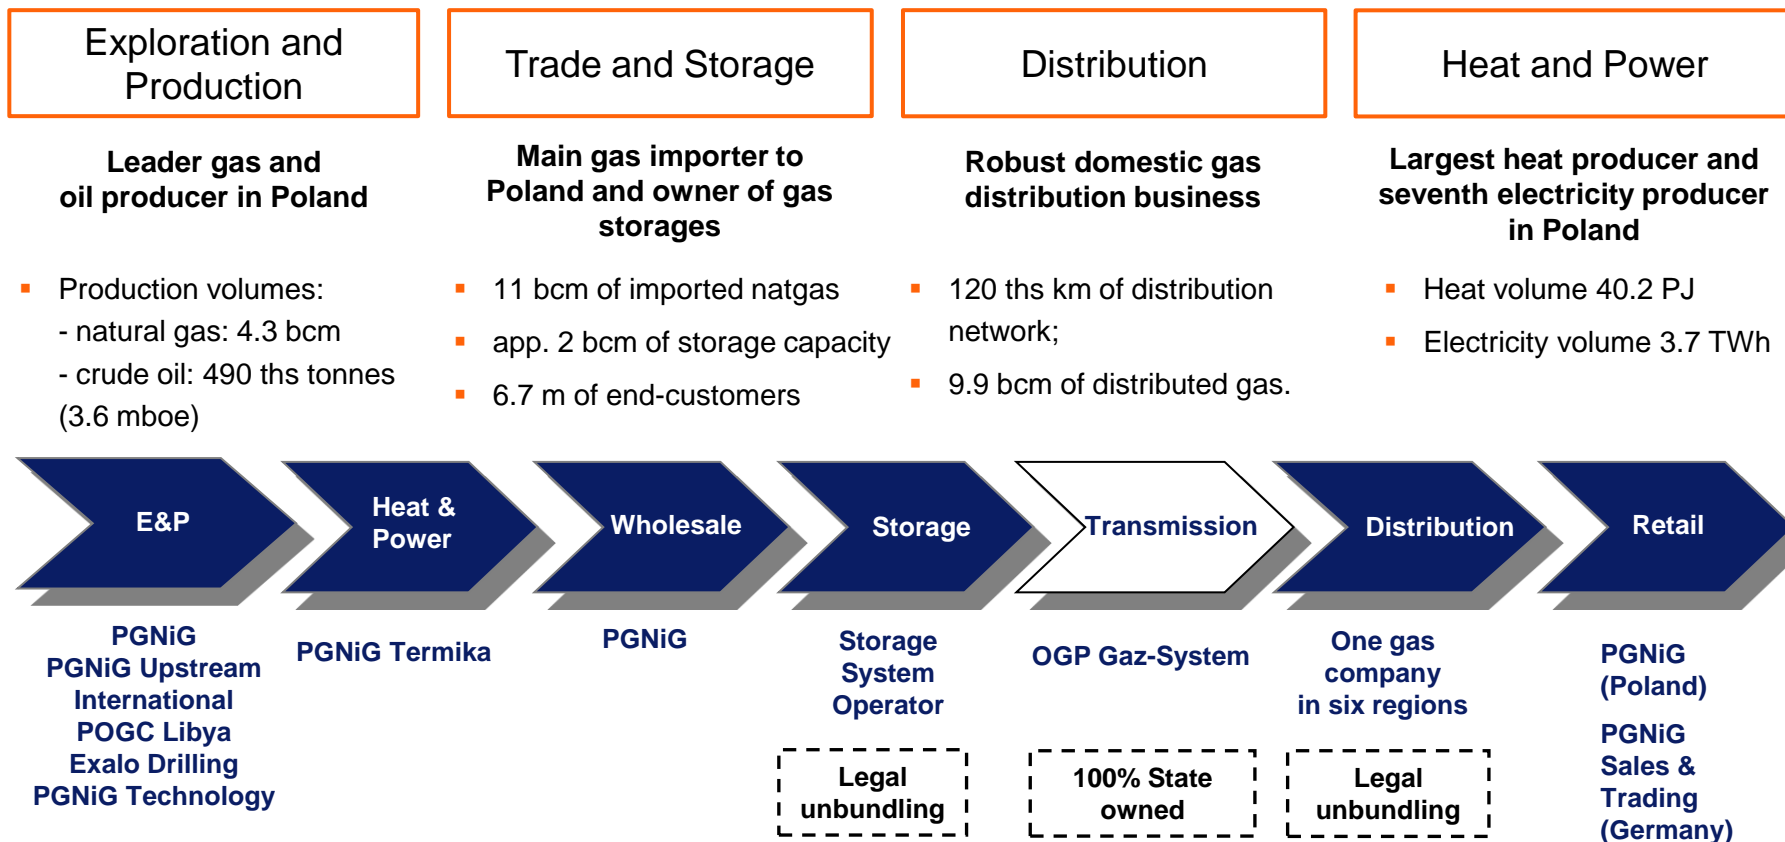 Exploration and
Production
Trade and Storage
Distribution
Heat and Power
Leader gas and
oil producer in Poland
Main gas importer to
Poland and owner of gas
storages
Robust domestic gas
distribution business
Largest heat producer and
seventh electricity producer
in Poland
▪ Production volumes:
- natural gas: 4.3 bcm
- crude oil: 490 ths tonnes
(3.6 mboe)
▪ 11 bcm of imported natgas
▪ app. 2 bcm of storage capacity
▪ 6.7 m of end-customers
▪ 120 ths km of distribution
network;
▪ 9.9 bcm of distributed gas.
▪ Heat volume 40.2 PJ
▪ Electricity volume 3.7 TWh
E&P
Heat &
Power
Wholesale
Storage
Transmission
Distribution
Retail
PGNiG
PGNiG Upstream
International
POGC Libya
Exalo Drilling
PGNiG Technology
PGNiG Termika
PGNiG
Storage
System
Operator
OGP Gaz-System
One gas
company
in six regions
PGNiG
(Poland)
PGNiG
Sales &
Trading
(Germany)
Legal
unbundling
100% State
owned
Legal
unbundling